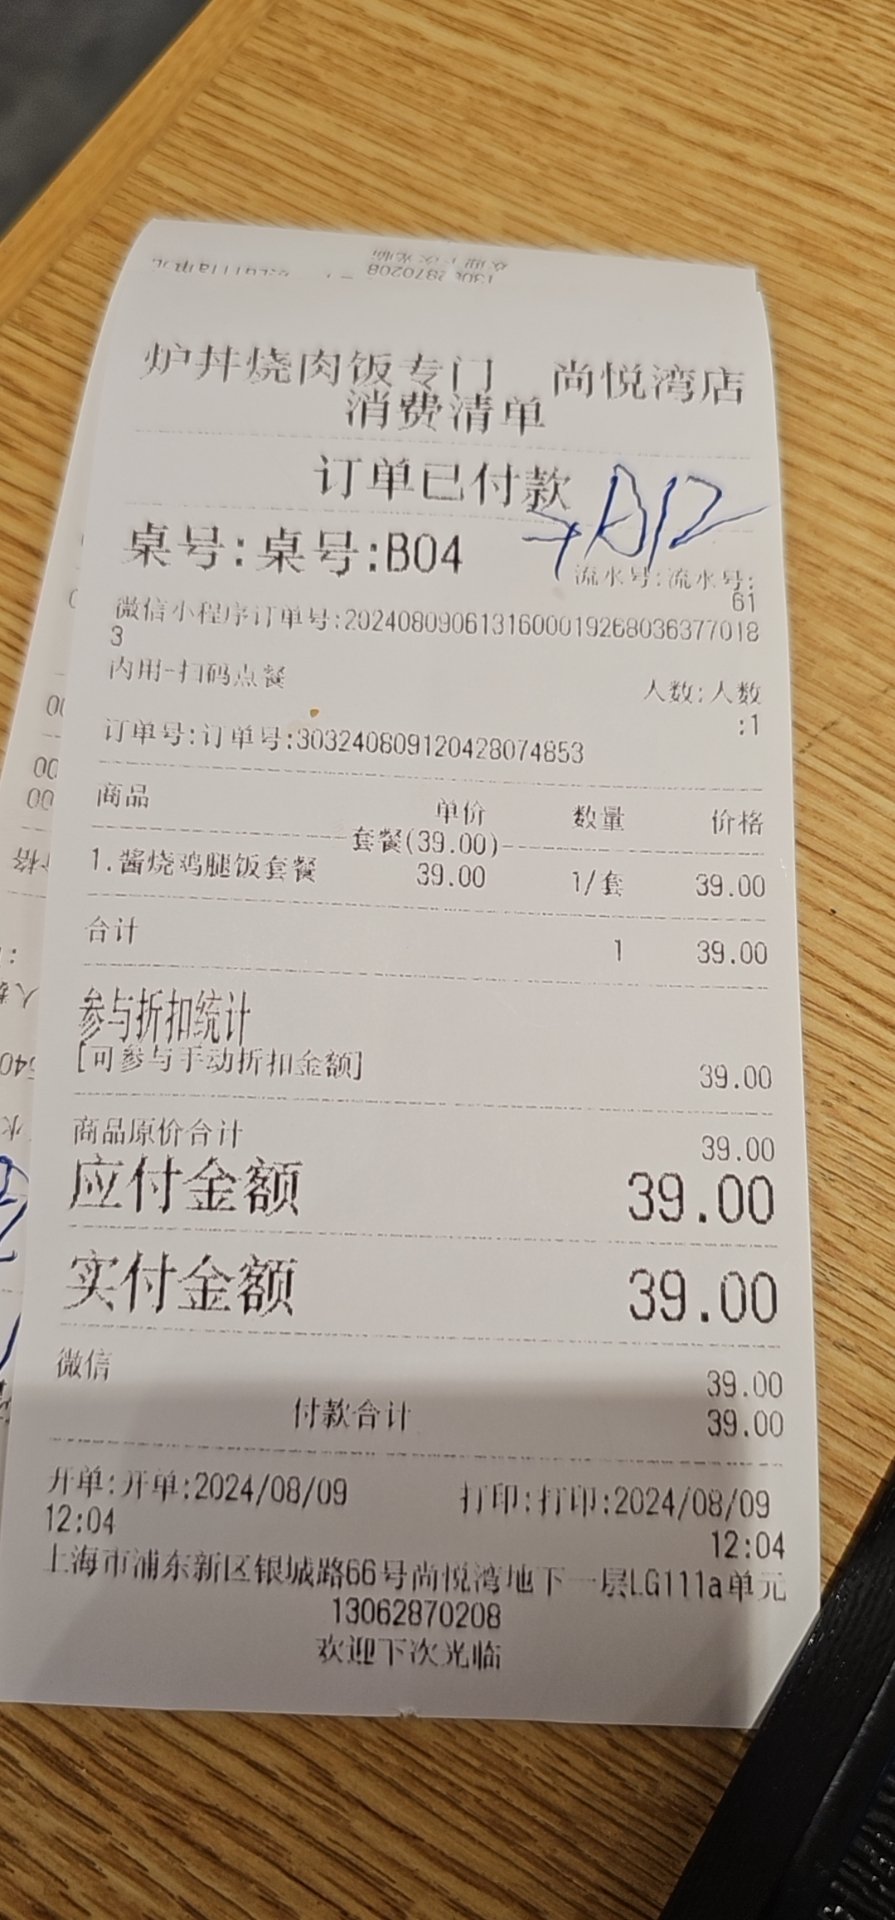 炉丼烧肉饭专门 尚悦湾店
消费清单
订单已付款
→B12
桌号:桌号:B04
流水号:流水号:
61
微信小程序订单号:2024080906131600019268036377018
3
内用-扫码点餐
人数:人数
:1
订单号:订单号:303240809120428074853
商品 单价 数量 价格
套餐(39.00)
1.酱烧鸡腿饭套餐 39.00 1/套 39.00
合计 1 39.00
参与折扣统计
[可参与手动折扣金额] 39.00
商品原价合计 39.00
应付金额 39.00
实付金额 39.00
微信 39.00
付款合计 39.00
开单:开单:2024/08/09 打印:打印:2024/08/09
12:04 12:04
上海市浦东新区银城路66号尚悦湾地下一层LG111a单元
13062870208
欢迎下次光临